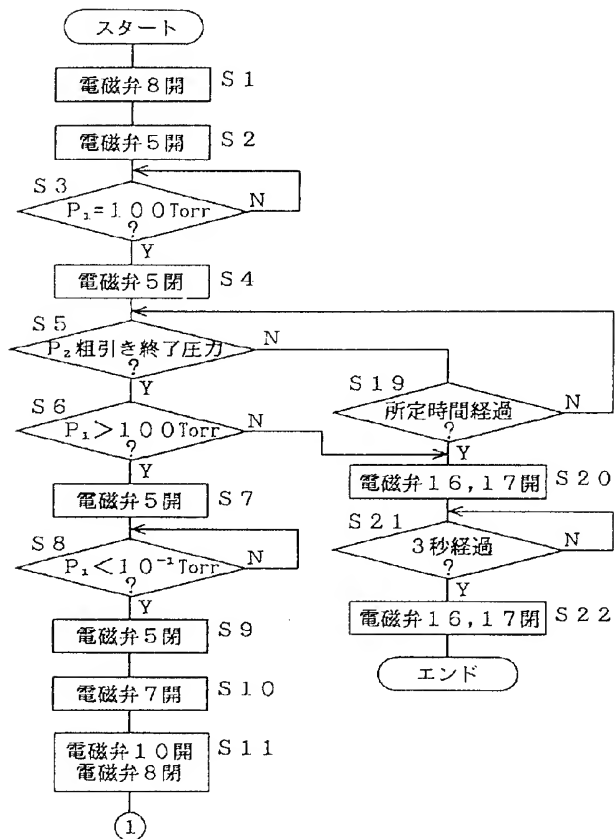 スタート
電磁弁8開 S1
電磁弁5開 S2
S3
P₁=100Torr N
?
Y
電磁弁5閉 S4
S5
P₂粗引き終了圧力 N
?
Y
S19
所定時間経過 N
?
Y
S6
P₁>100Torr N
?
Y
電磁弁16,17開 S20
電磁弁5開 S7
S21
3秒経過 N
?
Y
S8
P₁<10⁻¹Torr N
?
Y
電磁弁16,17閉 S22
電磁弁5閉 S9
エンド
電磁弁7開 S10
電磁弁10開 S11
電磁弁8閉
1